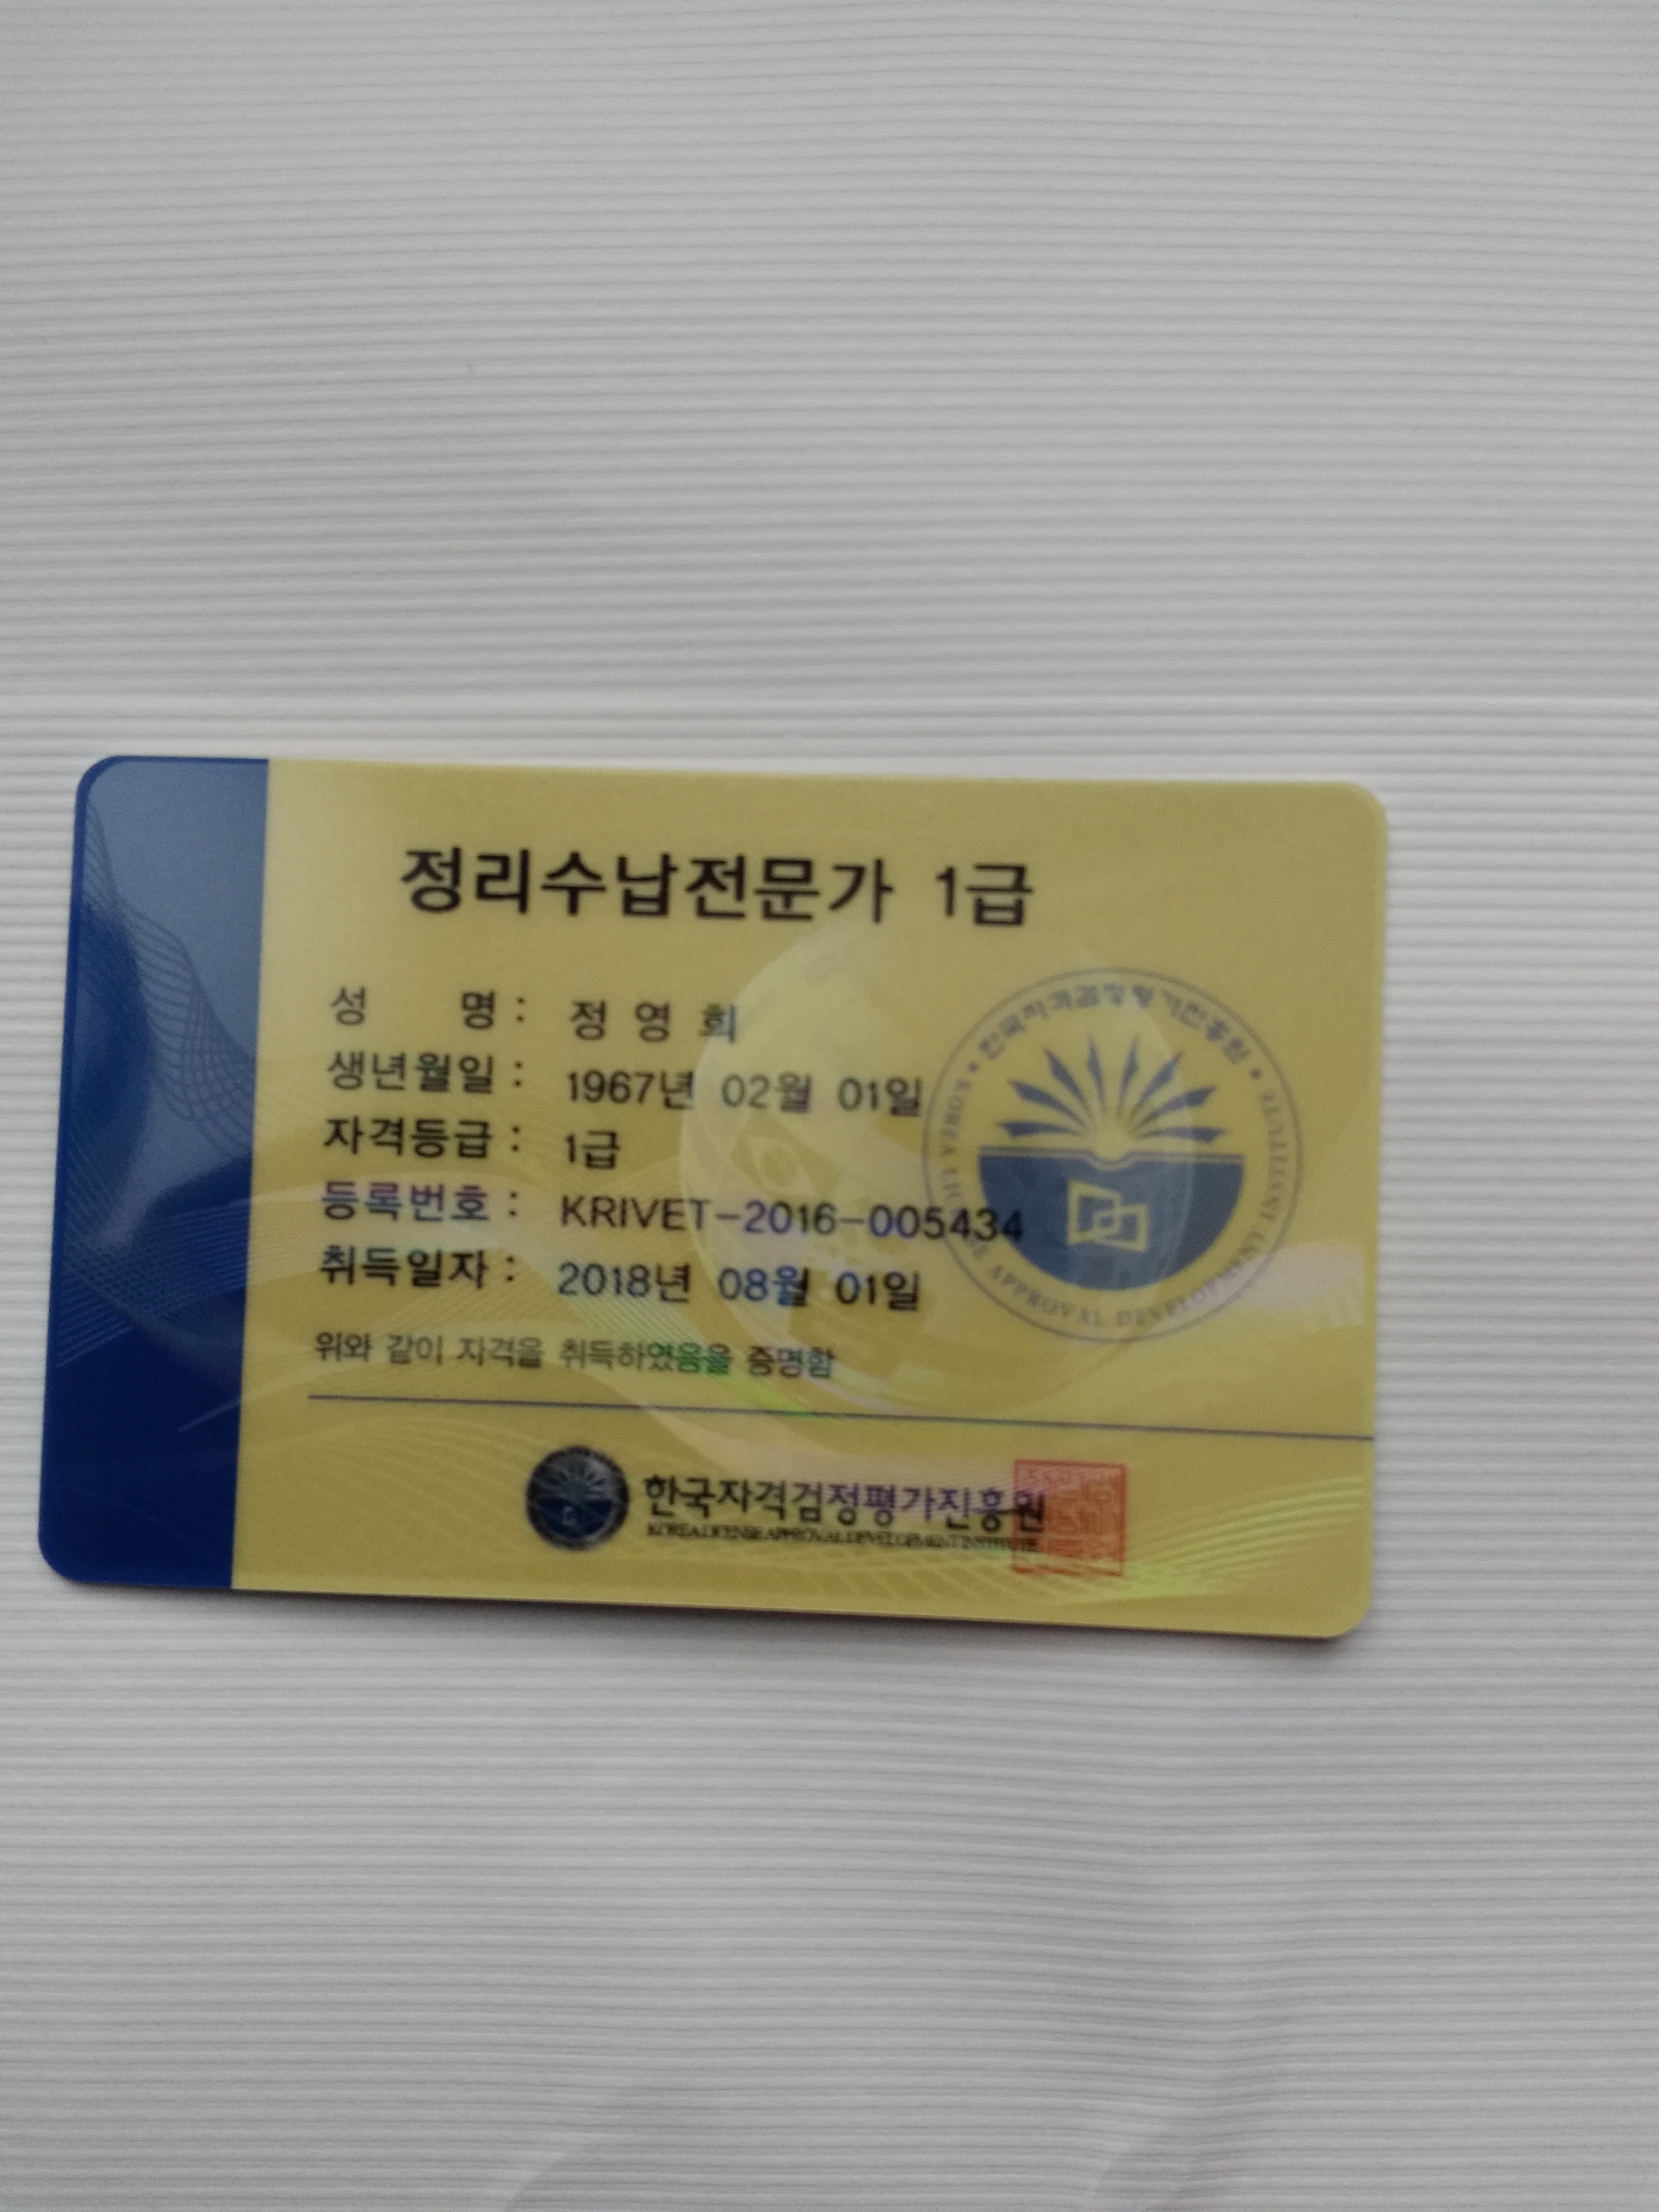 정리수납전문가 1급
성 명 : 정 영 희
생년월일 : 1967년 02월 01일
자격등급 : 1급
등록번호 : KRIVET-2016-005434
취득일자 : 2018년 08월 01일
위와 같이 자격을 취득하였음을 증명함
한국자격검정평가진흥원
KOREA LICENSE APPROVAL DEVELOPMENT INSTITUTE
한국자격검정평가진흥원
KOREA LICENSE APPROVAL DEVELOPMENT INSTITUTE